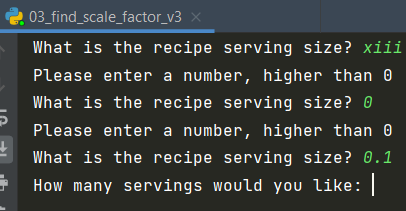 03_find_scale_factor_v3
What is the recipe serving size? xiii
Please enter a number, higher than 0
What is the recipe serving size? 0
Please enter a number, higher than 0
What is the recipe serving size? 0.1
How many servings would you like: